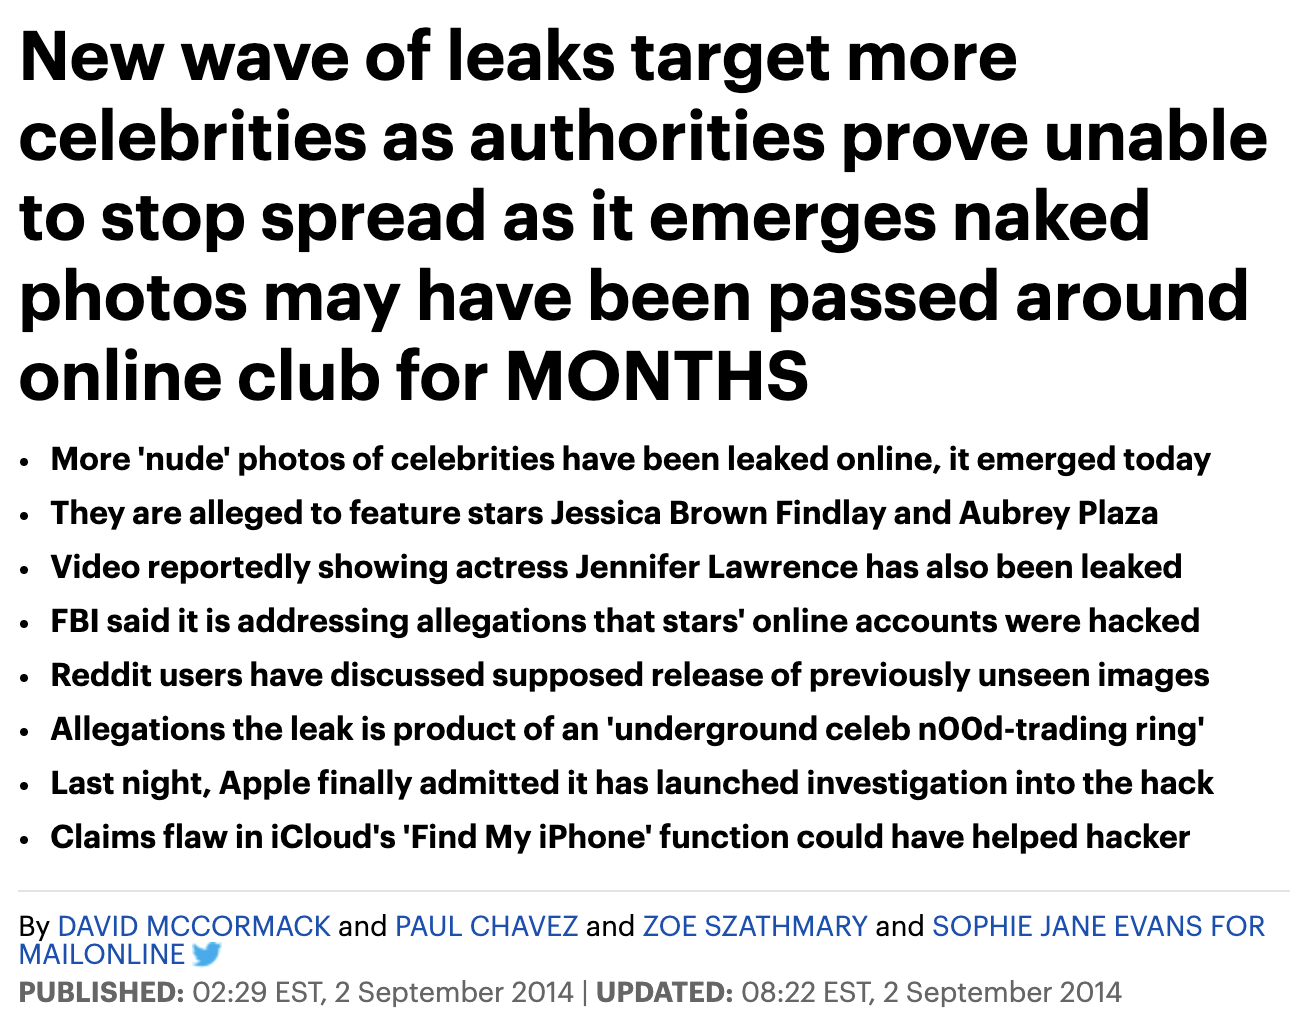 New wave of leaks target more
celebrities as authorities prove unable
to stop spread as it emerges naked
photos may have been passed around
online club for MONTHS
• More 'nude' photos of celebrities have been leaked online, it emerged today
• They are alleged to feature stars Jessica Brown Findlay and Aubrey Plaza
• Video reportedly showing actress Jennifer Lawrence has also been leaked
• FBI said it is addressing allegations that stars' online accounts were hacked
• Reddit users have discussed supposed release of previously unseen images
• Allegations the leak is product of an 'underground celeb n00d-trading ring'
• Last night, Apple finally admitted it has launched investigation into the hack
• Claims flaw in iCloud's 'Find My iPhone' function could have helped hacker
By DAVID MCCORMACK and PAUL CHAVEZ and ZOE SZATHMARY and SOPHIE JANE EVANS FOR
MAILONLINE
PUBLISHED: 02:29 EST, 2 September 2014 | UPDATED: 08:22 EST, 2 September 2014